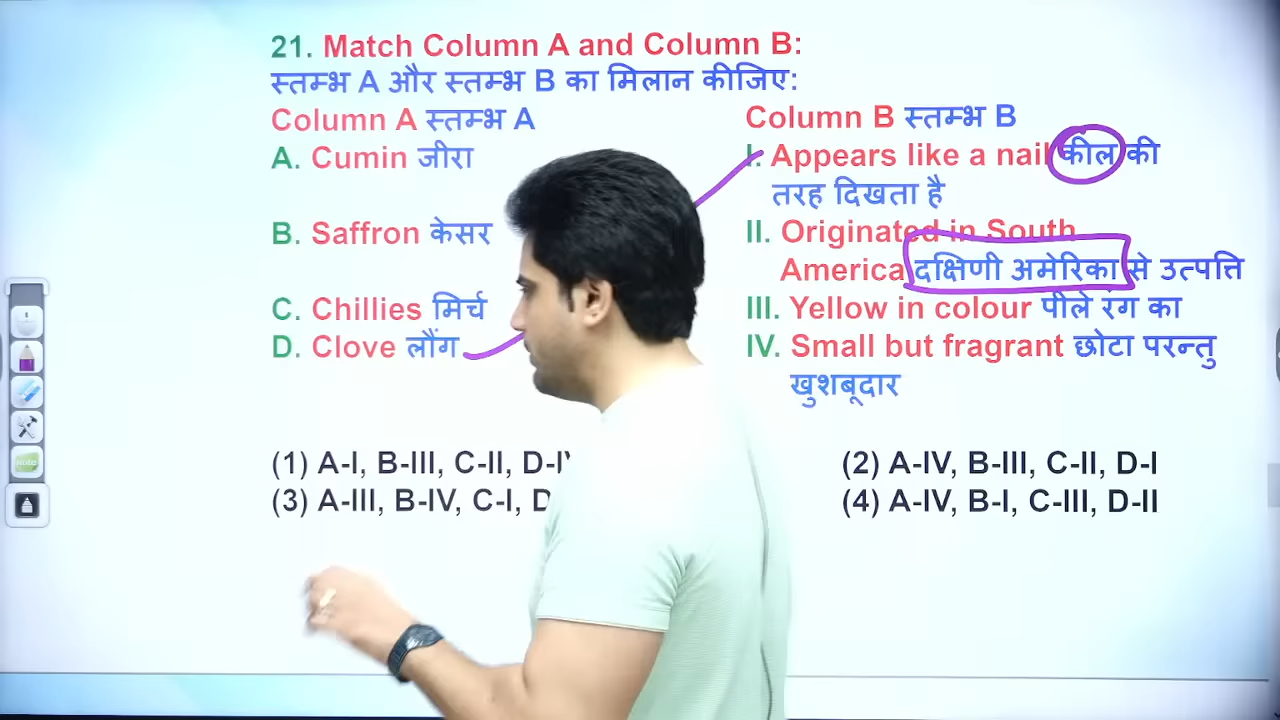 21. Match Column A and Column B:
स्तम्भ A और स्तम्भ B का मिलान कीजिए:
Column A स्तम्भ A
Column B स्तम्भ B
A. Cumin जीरा
I. Appears like a nail कील की
तरह दिखता है
B. Saffron केसर
II. Originated in South
America दक्षिणी अमेरिका से उत्पत्ति
C. Chillies मिर्च
III. Yellow in colour पीले रंग का
D. Clove लौंग
IV. Small but fragrant छोटा परन्तु
खुशबूदार
(1) A-I, B-III, C-II,
(2) A-IV, B-III, C-II, D-I
(3) A-III, B-IV, C-I,
(4) A-IV, B-I, C-III, D-II